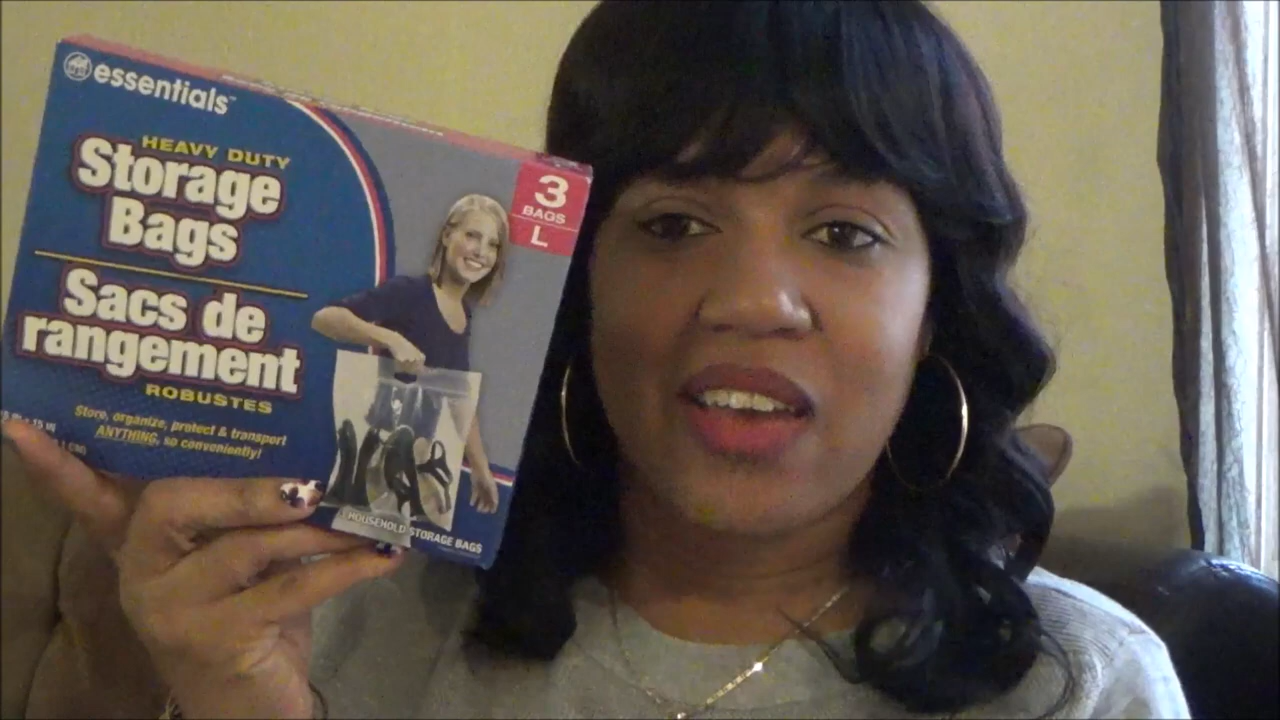 essentials™
HEAVY DUTY
Storage
Bags
Sacs de
rangement
ROBUSTES
Store, organize, protect & transport
ANYTHING, so conveniently!
3
BAGS
L
HOUSEHOLD STORAGE BAGS